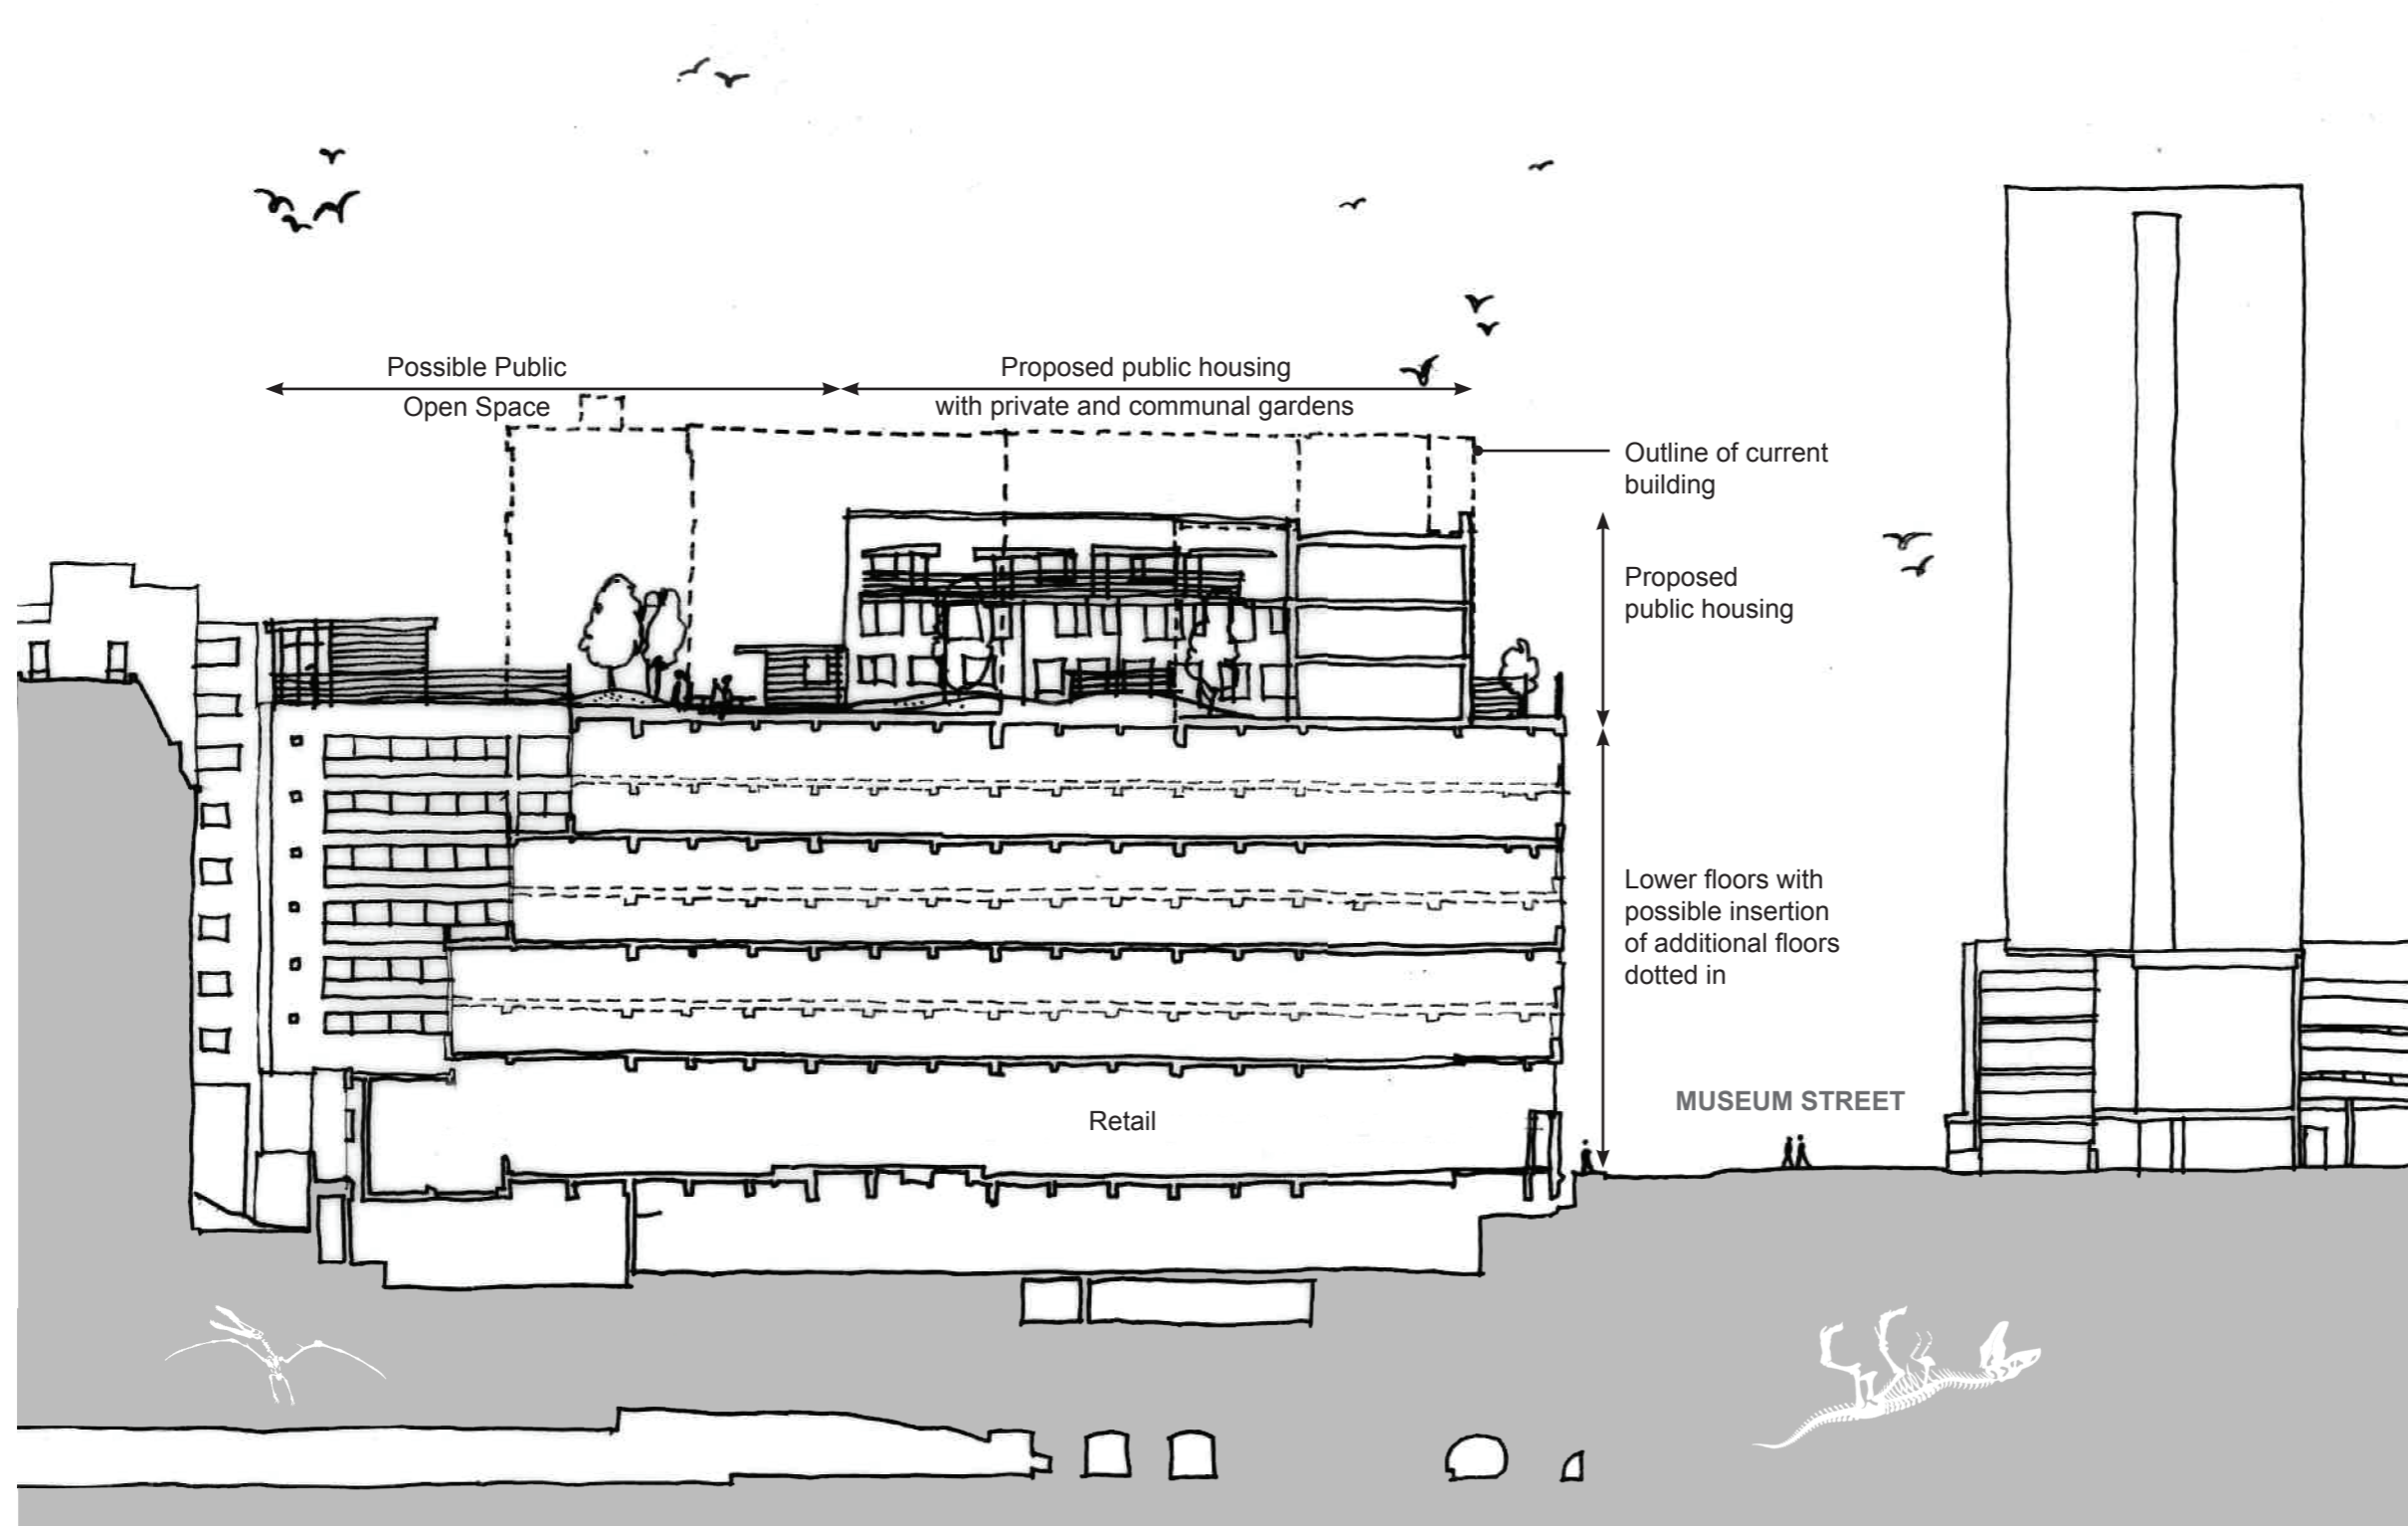 Possible Public
Open Space
Proposed public housing
with private and communal gardens
Outline of current
building
Proposed
public housing
Lower floors with
possible insertion
of additional floors
dotted in
MUSEUM STREET
Retail